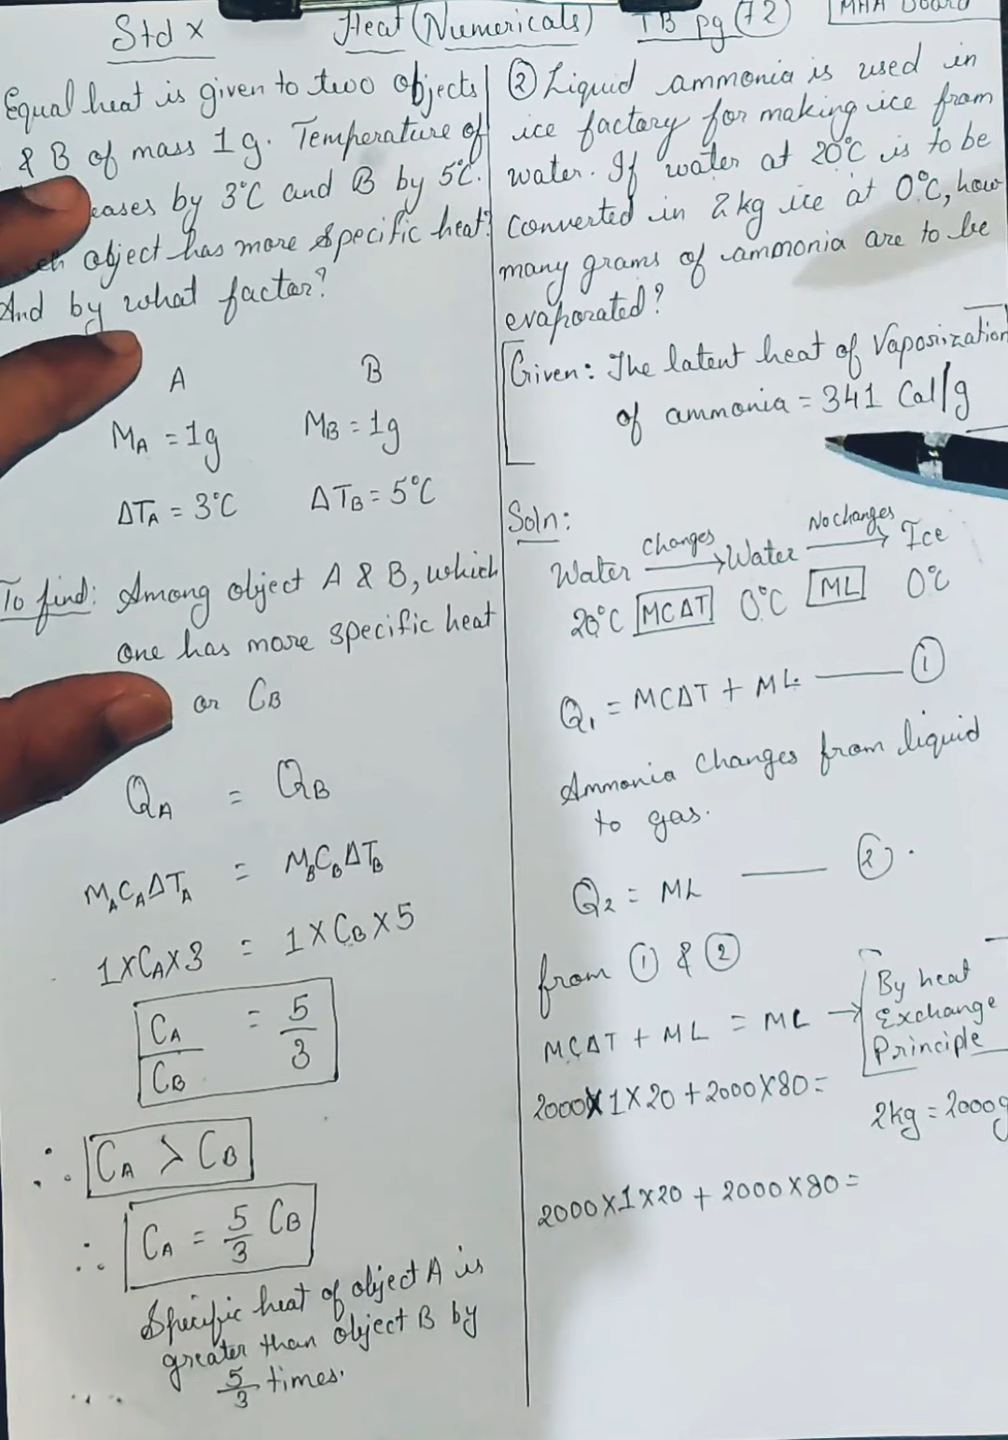 Std X
Heat (Numericals)
TB pg 72
MHA Board
Equal heat is given to two objects
& B of mass 1g. Temperature of
eases by 3°C and B by 5°C.
object has more specific heat?
And by what factor?
A B
MA = 1g MB = 1g
ΔTA = 3°C ΔTB = 5°C
To find: Among object A & B, which
one has more specific heat
or CB
QA = QB
MACAΔTA = MBCBΔTB
1×CA×3 = 1×CB×5
CA/CB = 5/3
∴ CA > CB
∴ CA = 5/3 CB
Specific heat of object A is
greater than object B by
5/3 times.
② Liquid ammonia is used in
ice factory for making ice from
water. If water at 20°C is to be
converted in 2kg ice at 0°C, how
many grams of ammonia are to be
evaporated?
Given: The latent heat of Vaporization
of ammonia = 341 Cal/g
Soln:
Changes No changes
Water → Water → Ice
20°C MCΔT 0°C ML 0°C
Q1 = MCΔT + ML ①
Ammonia changes from liquid
to gas.
Q2 = ML ②.
from ① & ②
MCΔT + ML = ML →
By heat
Exchange
Principle
2000×1×20 + 2000×80 =
2kg = 2000g
2000×1×20 + 2000×80 =